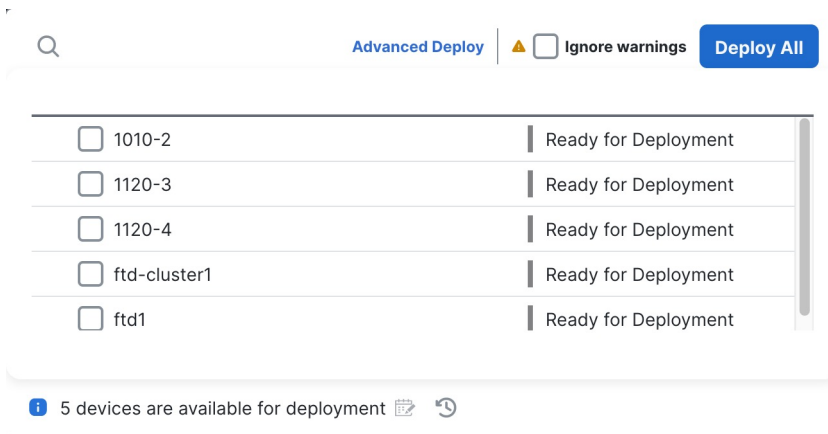 Advanced Deploy Ignore warnings Deploy All
1010-2 Ready for Deployment
1120-3 Ready for Deployment
1120-4 Ready for Deployment
ftd-cluster1 Ready for Deployment
ftd1 Ready for Deployment
5 devices are available for deployment